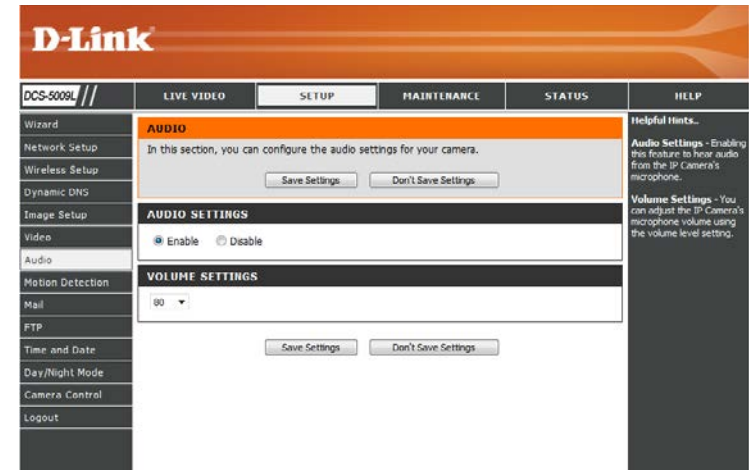 D-Link
DCS-5009L //
LIVE VIDEO
SETUP
MAINTENANCE
STATUS
HELP
Wizard
Network Setup
Wireless Setup
Dynamic DNS
Image Setup
Video
Audio
Motion Detection
Mail
FTP
Time and Date
Day/Night Mode
Camera Control
Logout
AUDIO
In this section, you can configure the audio settings for your camera.
Save Settings
Don't Save Settings
AUDIO SETTINGS
Enable
Disable
VOLUME SETTINGS
80
Save Settings
Don't Save Settings
Helpful Hints..
Audio Settings - Enabling
this feature to hear audio
from the IP Camera's
microphone.
Volume Settings - You
can adjust the IP Camera's
microphone volume using
the volume level setting.